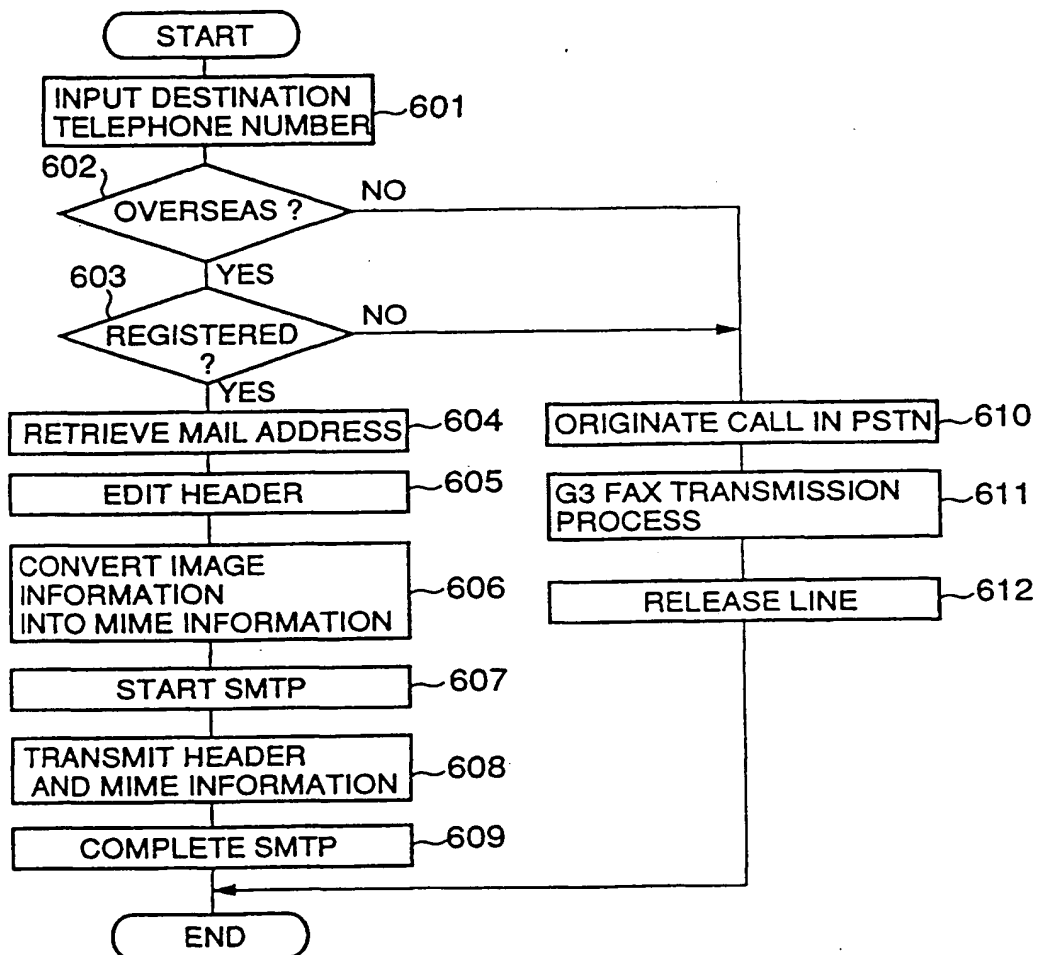 START
INPUT DESTINATION
TELEPHONE NUMBER
601
602
OVERSEAS ?
NO
YES
603
REGISTERED
?
NO
YES
RETRIEVE MAIL ADDRESS
604
EDIT HEADER
605
CONVERT IMAGE
INFORMATION
INTO MIME INFORMATION
606
START SMTP
607
TRANSMIT HEADER
AND MIME INFORMATION
608
COMPLETE SMTP
609
ORIGINATE CALL IN PSTN
610
G3 FAX TRANSMISSION
PROCESS
611
RELEASE LINE
612
END